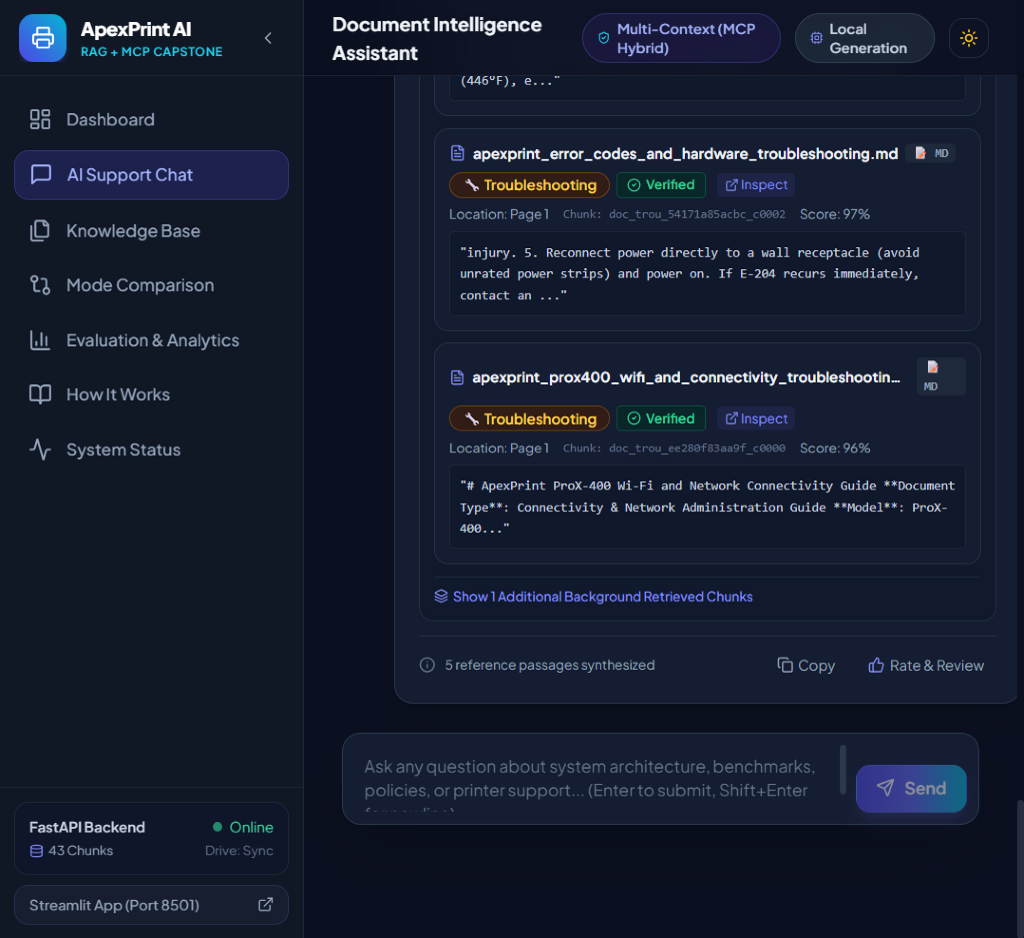 ApexPrint AI
RAG + MCP CAPSTONE
Dashboard
AI Support Chat
Knowledge Base
Mode Comparison
Evaluation & Analytics
How It Works
System Status
FastAPI Backend
Online
43 Chunks
Drive: Sync
Streamlit App (Port 8501)
Document Intelligence
Assistant
Multi-Context (MCP
Hybrid)
Local
Generation
(446°F), e..."
apexprint_error_codes_and_hardware_troubleshooting.md
MD
Troubleshooting
Verified
Inspect
Location: Page 1
Chunk: doc_trou_54171a85acbc_c0002
Score: 97%
"injury. 5. Reconnect power directly to a wall receptacle (avoid
unrated power strips) and power on. If E-204 recurs immediately,
contact an ..."
apexprint_prox400_wifi_and_connectivity_troubleshootin...
MD
Troubleshooting
Verified
Inspect
Location: Page 1
Chunk: doc_trou_ee280f83aa9f_c0000
Score: 96%
"# ApexPrint ProX-400 Wi-Fi and Network Connectivity Guide **Document
Type**: Connectivity & Network Administration Guide **Model**: ProX-
400..."
Show 1 Additional Background Retrieved Chunks
5 reference passages synthesized
Copy
Rate & Review
Ask any question about system architecture, benchmarks,
policies, or printer support... (Enter to submit, Shift+Enter
for newline)
Send